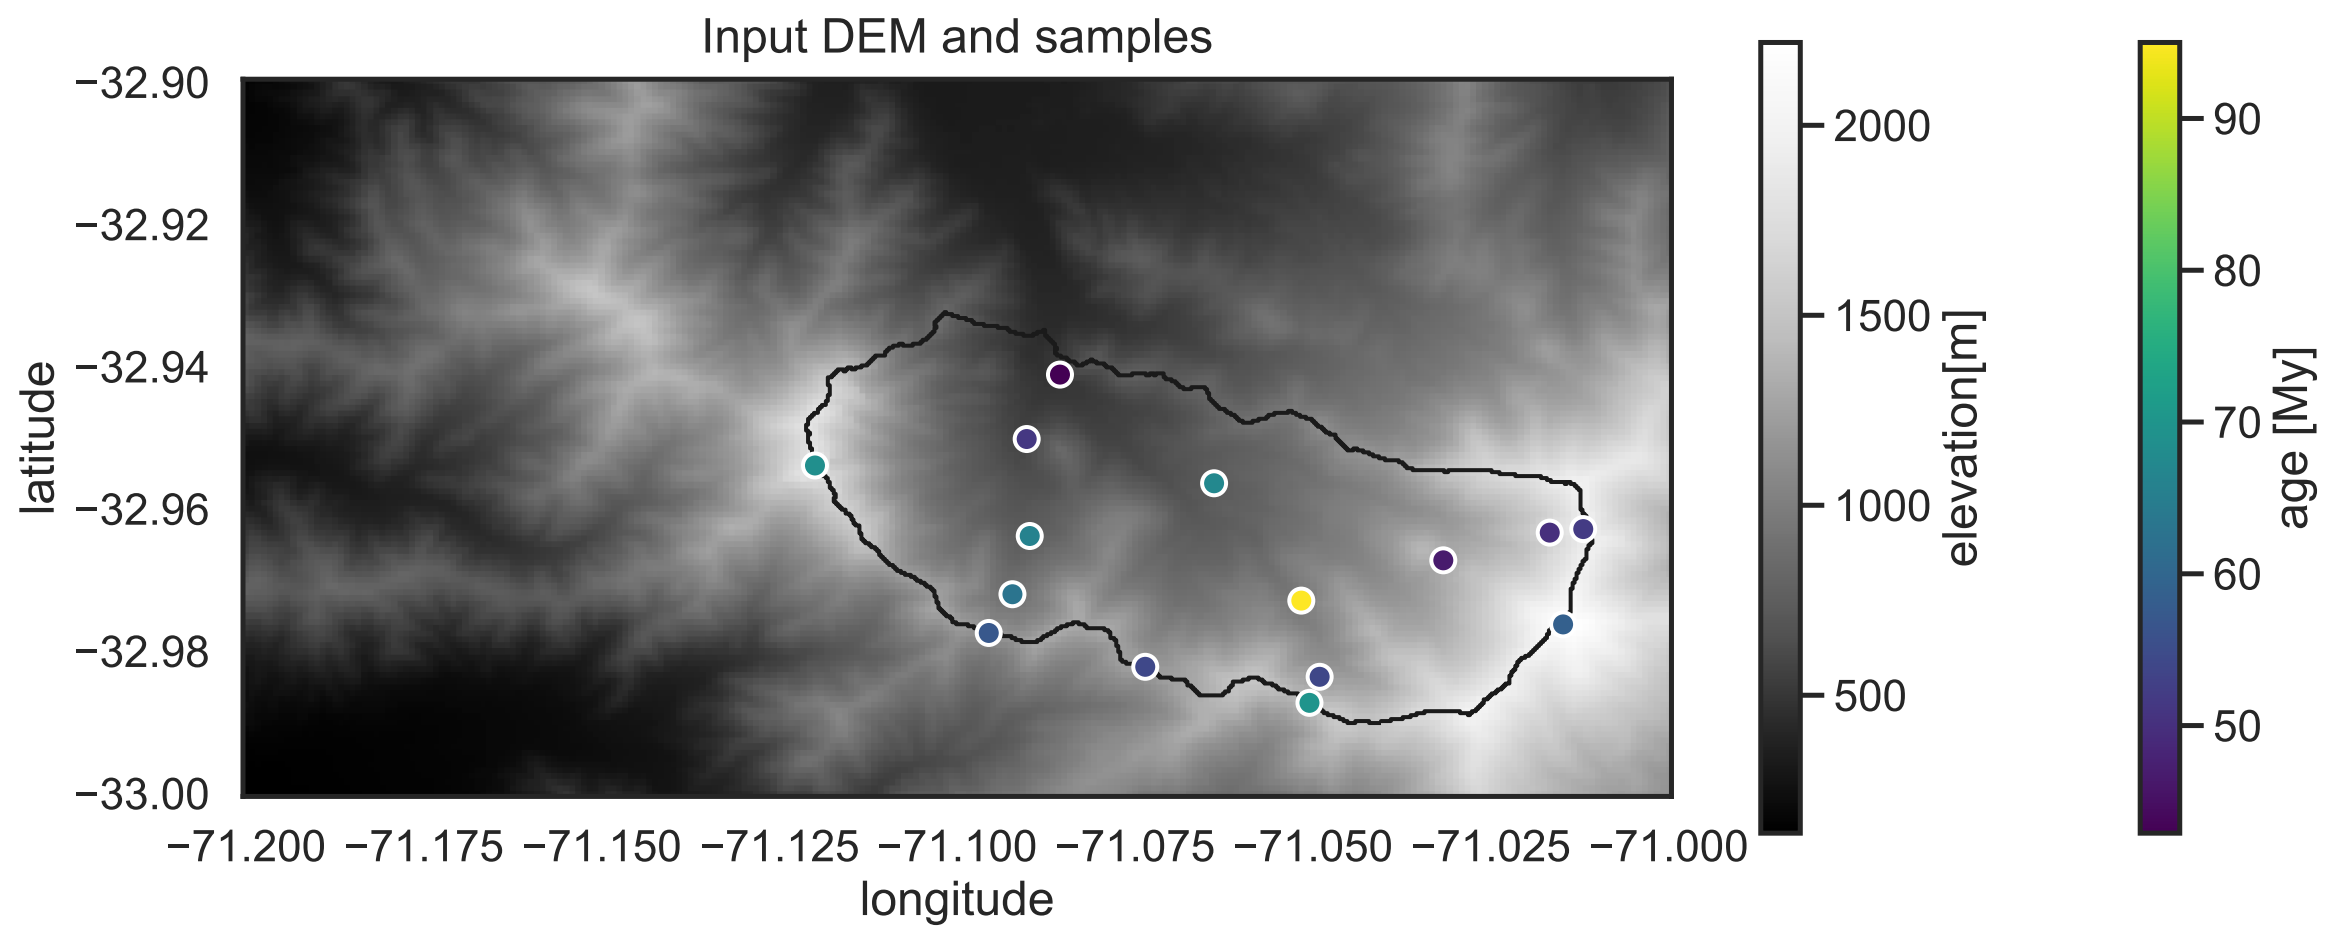 Input DEM and samples
−32.90
−32.92
−32.94
−32.96
−32.98
−33.00
latitude
−71.200 −71.175 −71.150 −71.125 −71.100 −71.075 −71.050 −71.025 −71.000
longitude
2000
1500
1000
500
elevation[m]
90
80
70
60
50
age [My]